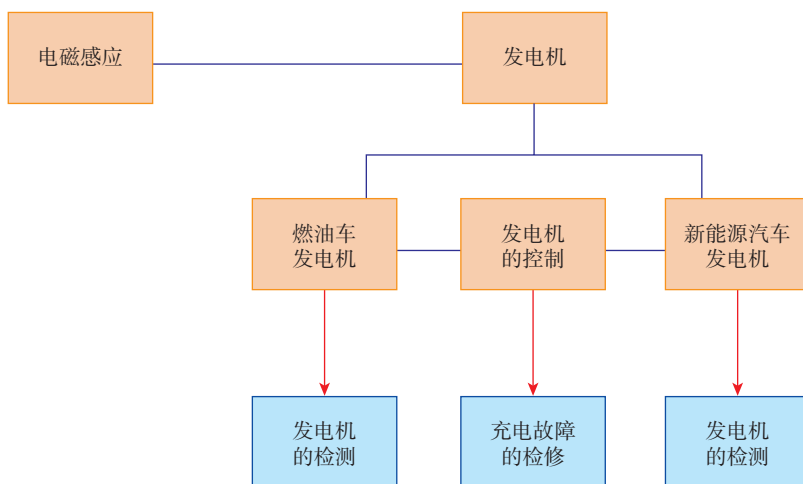 电磁感应
发电机
燃油车
发电机
发电机
的控制
新能源汽车
发电机
发电机
的检测
充电故障
的检修
发电机
的检测